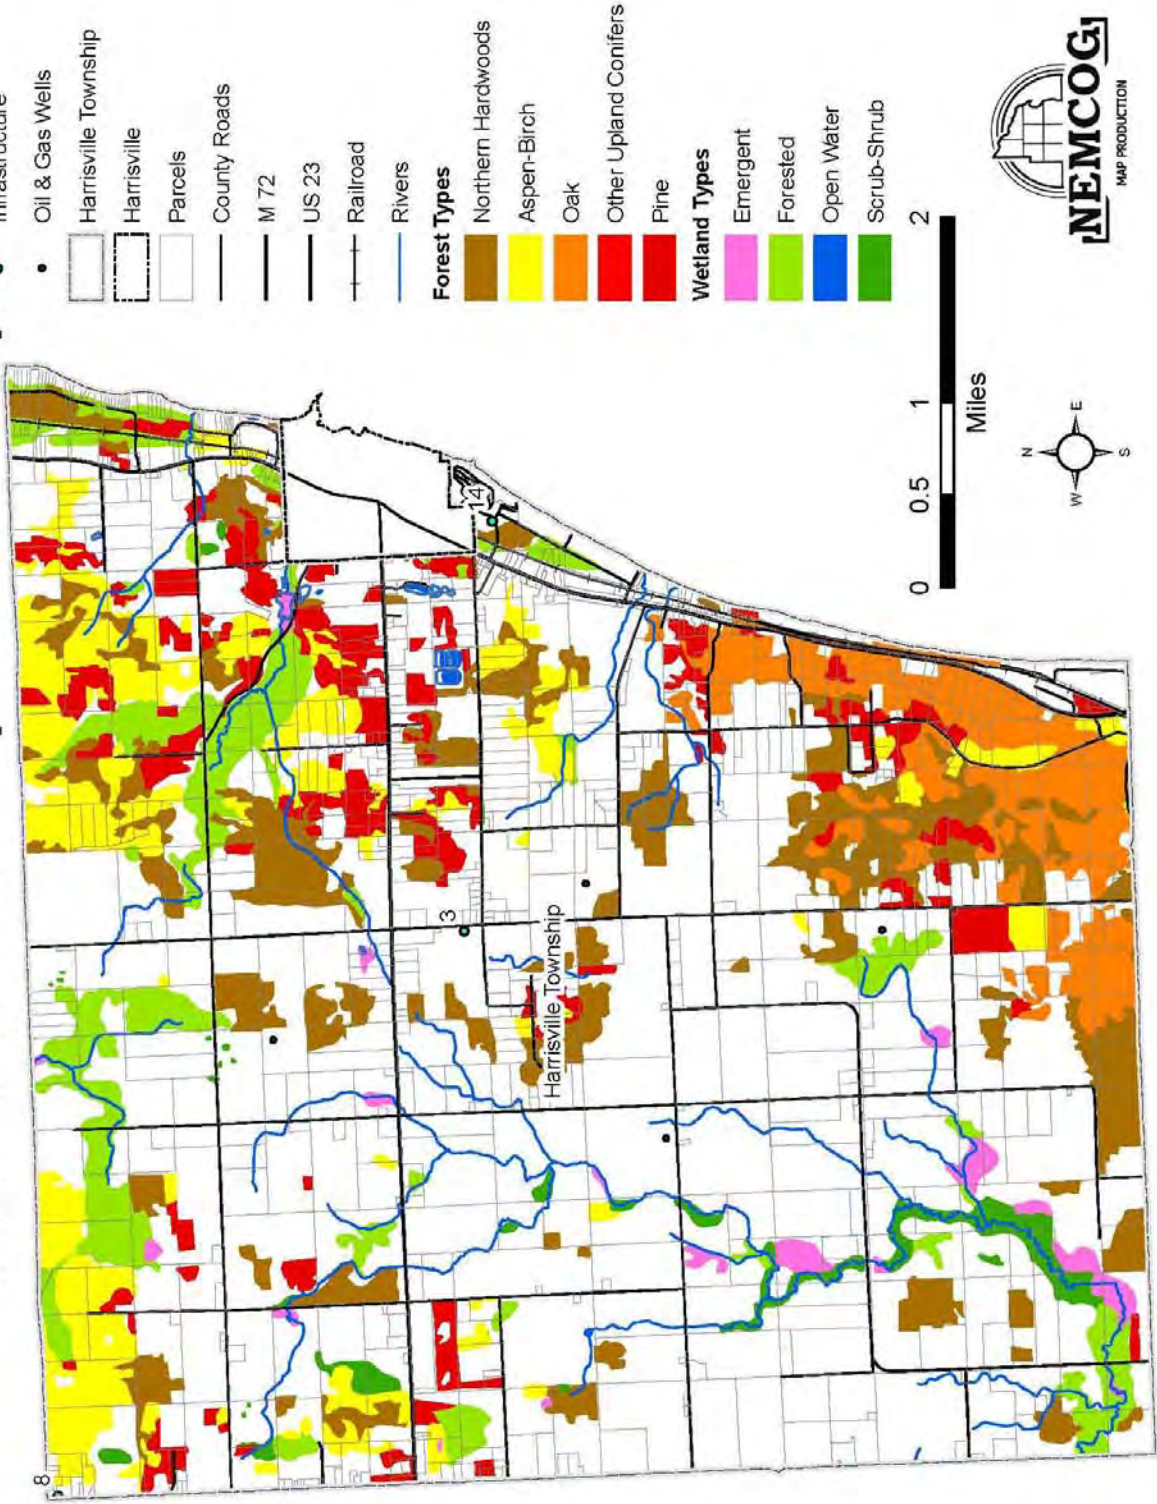 Infrastructure
Oil & Gas Wells
Harrisville Township
Harrisville
Parcels
County Roads
M 72
US 23
Railroad
Rivers
Forest Types
Northern Hardwoods
Aspen-Birch
Oak
Other Upland Conifers
Pine
Wetland Types
Emergent
Forested
Open Water
Scrub-Shrub
8
3
14
Harrisville Township
0 0.5 1 2
Miles
N
W E
S
NEMCOG
MAP PRODUCTION